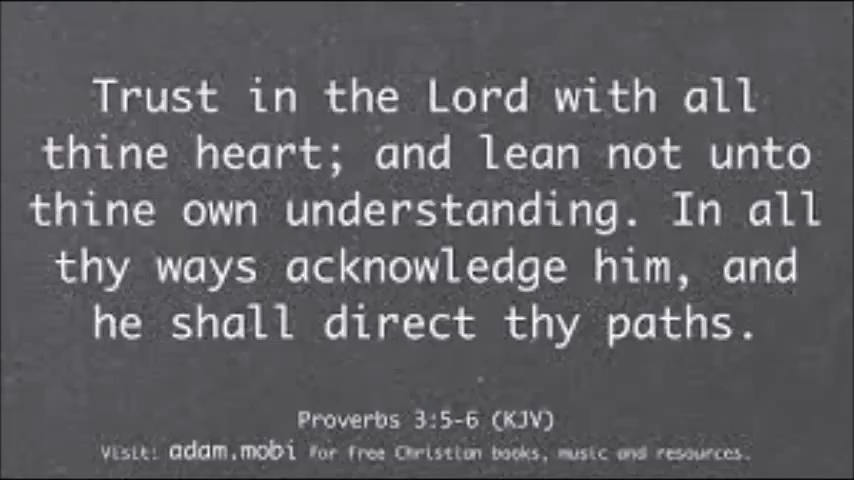 Trust in the Lord with all
thine heart; and lean not unto
thine own understanding. In all
thy ways acknowledge him, and
he shall direct thy paths.
Proverbs 3:5-6 (KJV)
Visit: adam.mobi for free Christian books, music and resources.